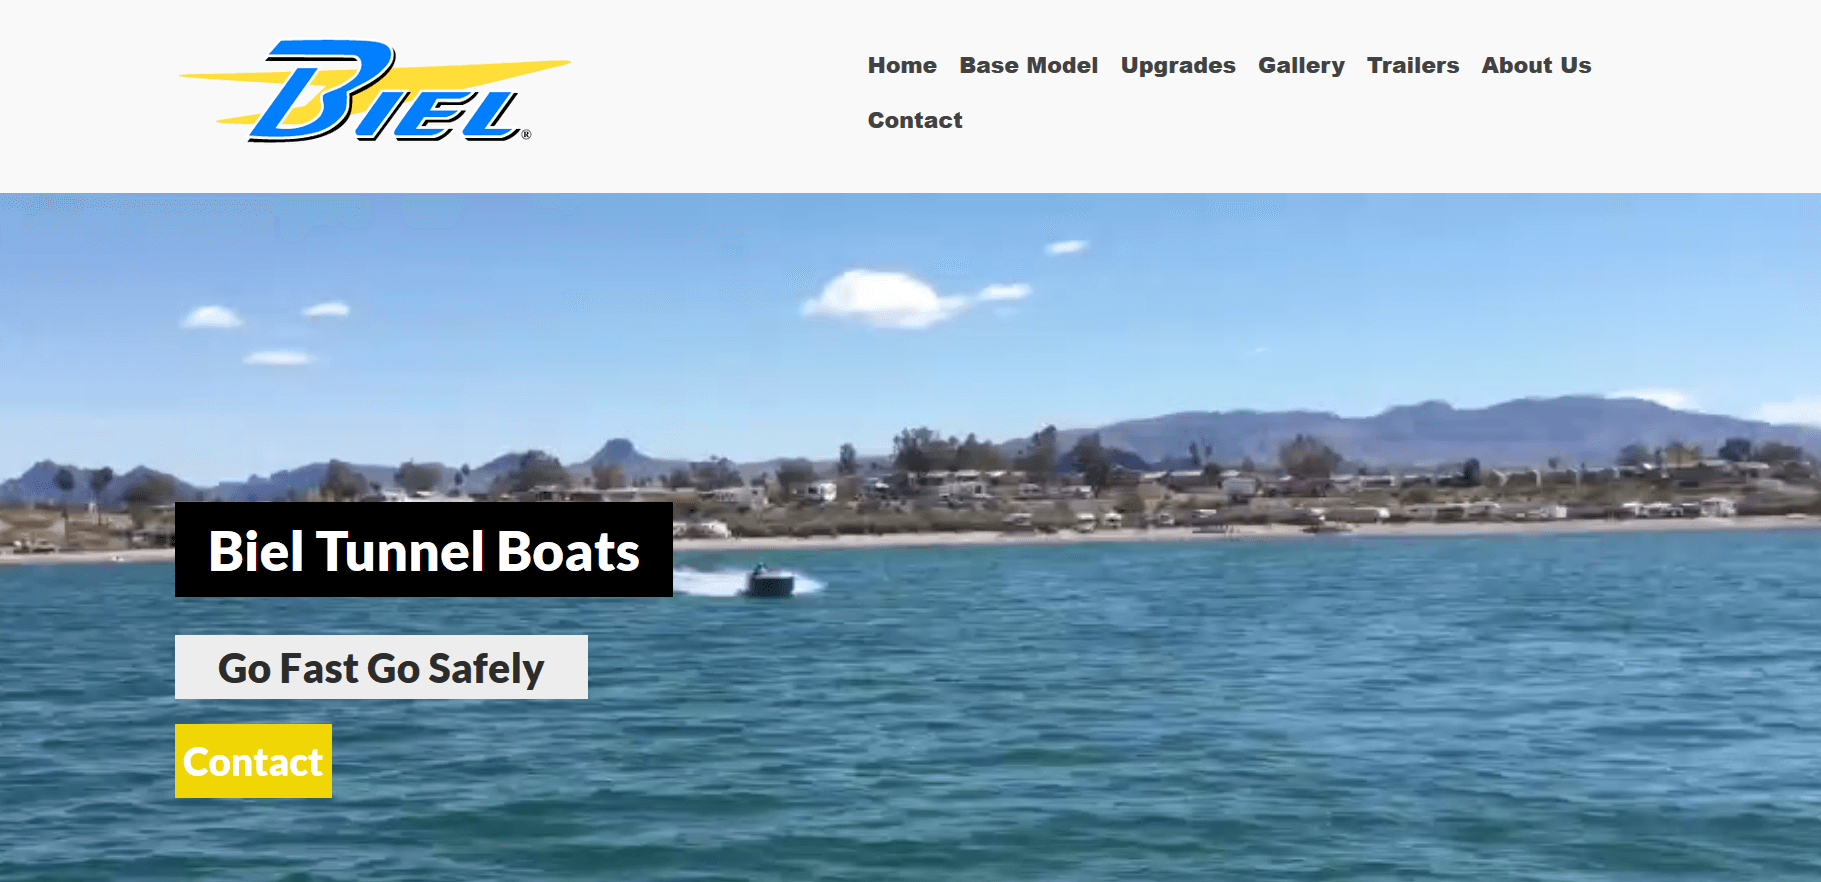 BIEL®
Home Base Model Upgrades Gallery Trailers About Us
Contact
Biel Tunnel Boats
Go Fast Go Safely
Contact